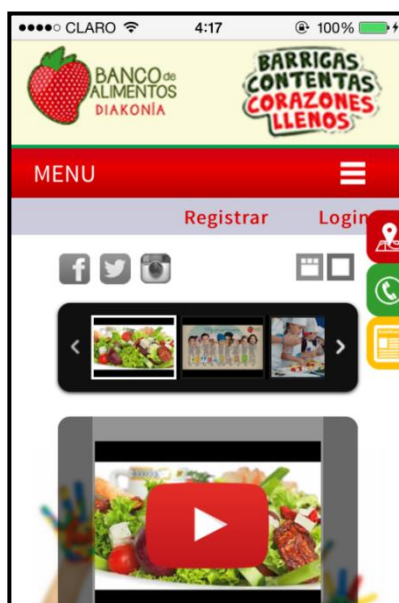 CLARO 4:17 100%
BANCO DE
ALIMENTOS
DIAKONÍA
BARRIGAS
CONTENTAS
CORAZONES
LLENOS
MENU
Registrar Login